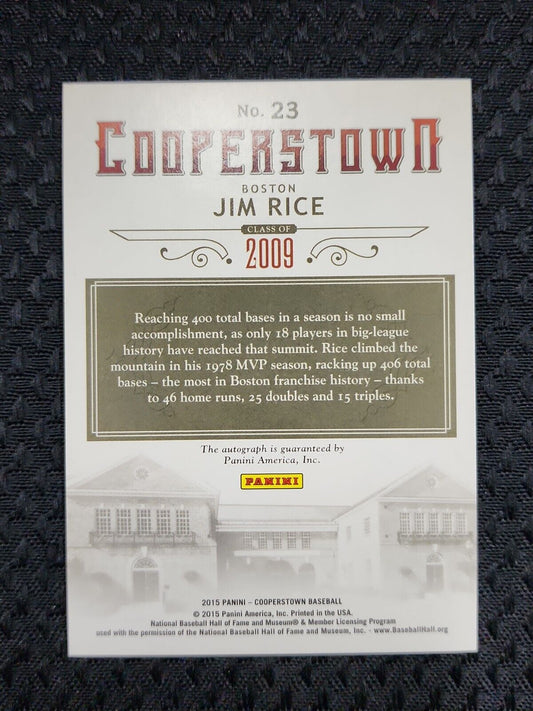 No. 23
COOPERSTOWN
BOSTON
JIM RICE
CLASS OF
2009
Reaching 400 total bases in a season is no small
accomplishment, as only 18 players in big-league
history have reached that summit. Rice climbed the
mountain in his 1978 MVP season, racking up 406 total
bases – the most in Boston franchise history – thanks
to 46 home runs, 25 doubles and 15 triples.
The autograph is guaranteed by
Panini America, Inc.
PANINI
2015 PANINI – COOPERSTOWN BASEBALL
© 2015 Panini America, Inc. Printed in the USA.
National Baseball Hall of Fame and Museum® & Member Licensing Program
used with the permission of the National Baseball Hall of Fame and Museum, Inc. - www.BaseballHall.org